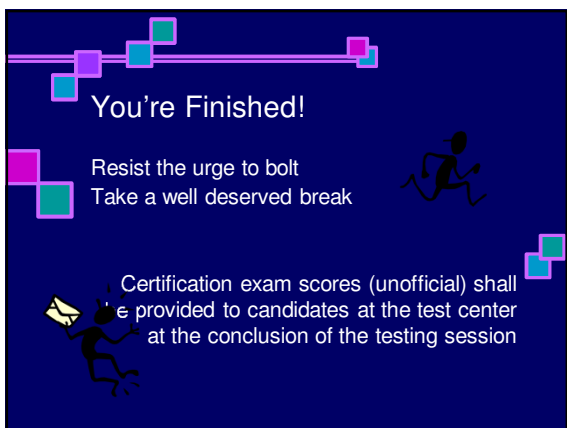 You're Finished!
Resist the urge to bolt
Take a well deserved break
Certification exam scores (unofficial) shall
be provided to candidates at the test center
at the conclusion of the testing session